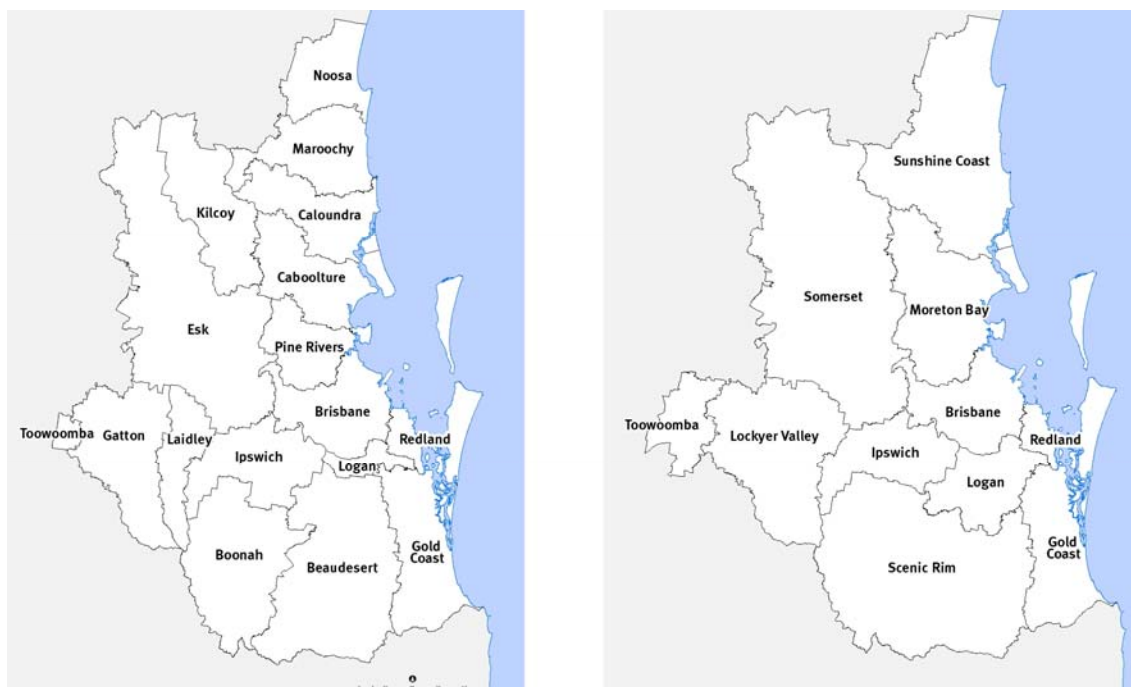 Noosa
Maroochy
Kilcoy
Caloundra
Caboolture
Esk
Pine Rivers
Brisbane
Toowoomba
Gatton
Laidley
Redland
Ipswich
Logan
Boonah
Gold
Coast
Beaudesert
Sunshine Coast
Somerset
Moreton Bay
Brisbane
Toowoomba
Lockyer Valley
Redland
Ipswich
Logan
Gold
Coast
Scenic Rim